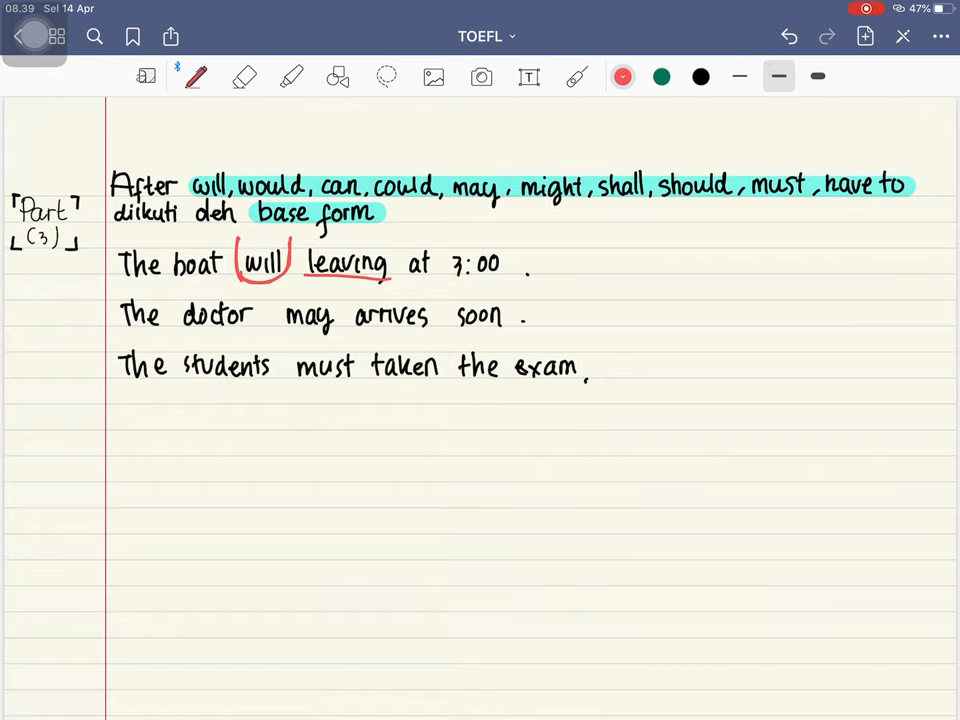 08.39 Sel 14 Apr
47%
TOEFL
T
「Part
(3)」
After will, would, can, could, may, might, shall, should, must, have to
diikuti oleh base form
The boat will leaving at 3:00 .
The doctor may arrives soon .
The students must taken the exam .